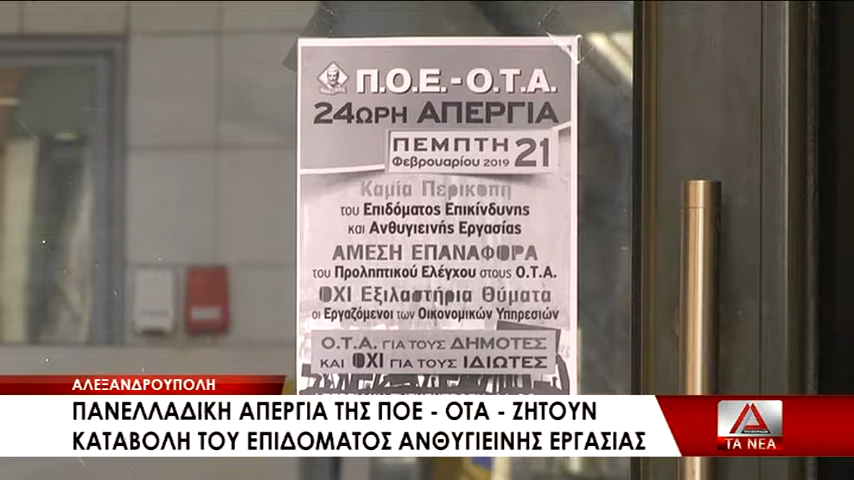 Π.Ο.Ε.-Ο.Τ.Α.
24ΩΡΗ ΑΠΕΡΓΙΑ
ΠΕΜΠΤΗ 21
Φεβρουαρίου 2019
Καμία Περικοπή
του Επιδόματος Επικίνδυνης
και Ανθυγιεινής Εργασίας
ΑΜΕΣΗ ΕΠΑΝΑΦΟΡΑ
του Προληπτικού Ελέγχου στους Ο.Τ.Α.
ΟΧΙ Εξιλαστήρια Θύματα
οι Εργαζόμενοι των Οικονομικών Υπηρεσιών
Ο.Τ.Α. ΓΙΑ ΤΟΥΣ ΔΗΜΟΤΕΣ
ΚΑΙ ΟΧΙ ΓΙΑ ΤΟΥΣ ΙΔΙΩΤΕΣ
ΑΛΕΞΑΝΔΡΟΥΠΟΛΗ
ΠΑΝΕΛΛΑΔΙΚΗ ΑΠΕΡΓΙΑ ΤΗΣ ΠΟΕ - ΟΤΑ - ΖΗΤΟΥΝ
ΚΑΤΑΒΟΛΗ ΤΟΥ ΕΠΙΔΟΜΑΤΟΣ ΑΝΘΥΓΙΕΙΝΗΣ ΕΡΓΑΣΙΑΣ
ΤΑ ΝΕΑ